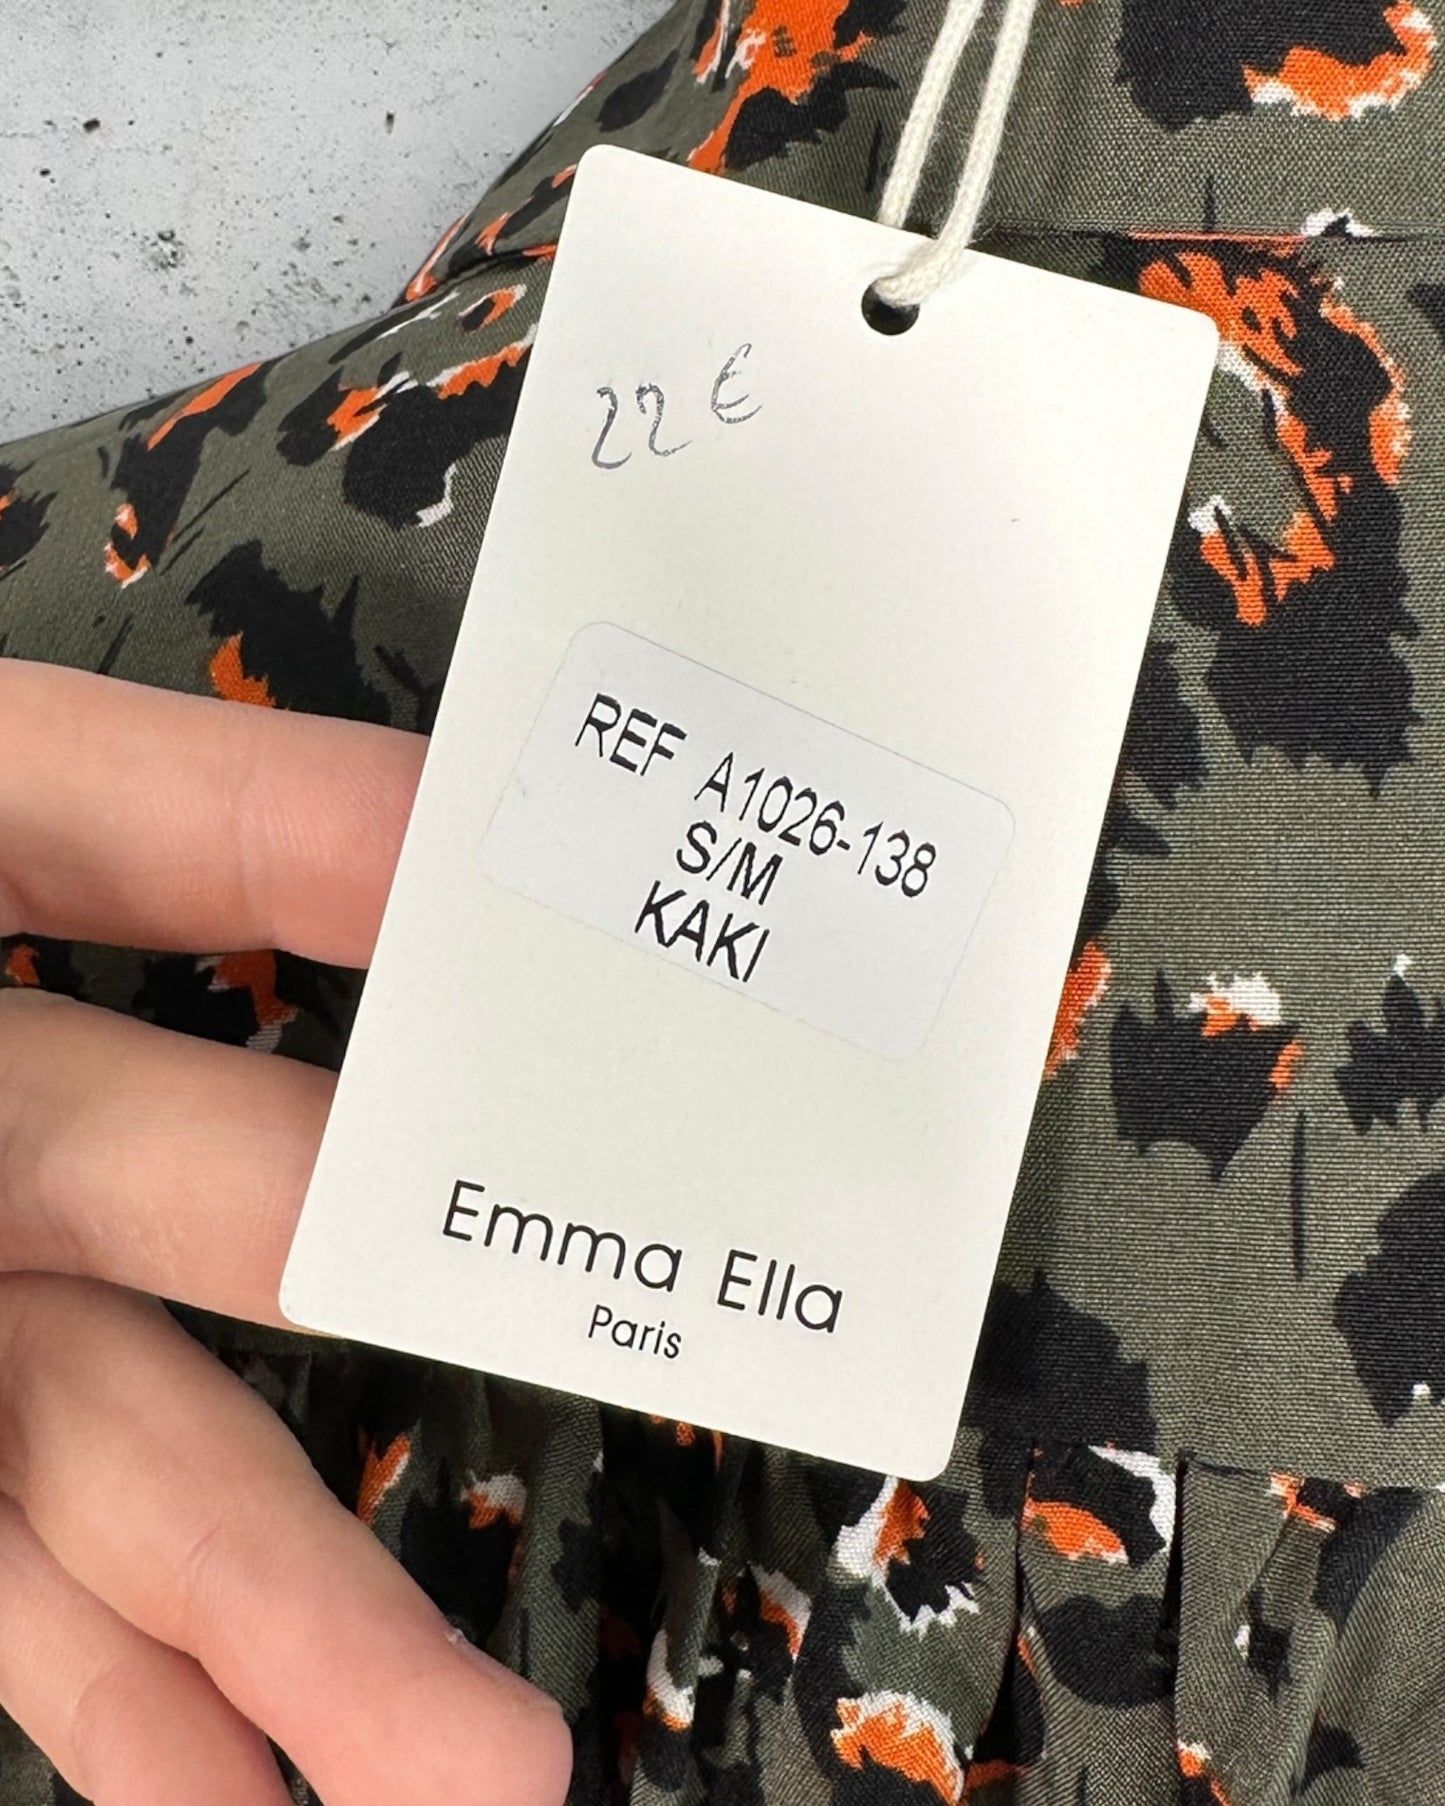 22 €
REF A1026-138
S/M
KAKI
Emma Ella
Paris